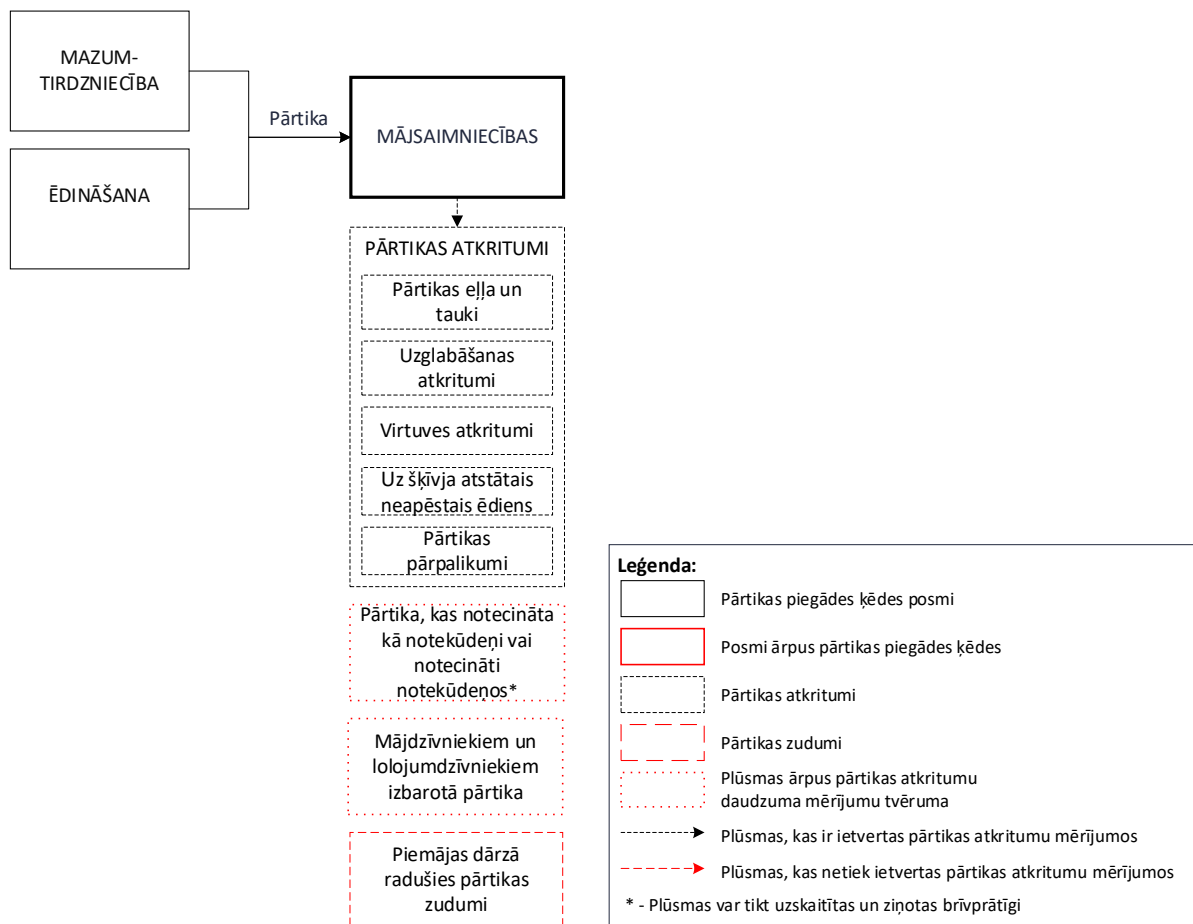 MAZUM-
TIRDZNIECĪBA
ĒDINĀŠANA
Pārtika
MĀJSAIMNIECĪBAS
PĀRTIKAS ATKRITUMI
Pārtikas eļļa un
tauki
Uzglabāšanas
atkritumi
Virtuves atkritumi
Uz šķīvja atstātais
neapēstais ēdiens
Pārtikas
pārpalikumi
Pārtika, kas notecināta
kā notekūdeņi vai
notecināti
notekūdeņos*
Mājdzīvniekiem un
lolojumdzīvniekiem
izbarotā pārtika
Piemājas dārzā
radušies pārtikas
zudumi
Leģenda:
Pārtikas piegādes ķēdes posmi
Posmi ārpus pārtikas piegādes ķēdes
Pārtikas atkritumi
Pārtikas zudumi
Plūsmas ārpus pārtikas atkritumu
daudzuma mērījumu tvēruma
Plūsmas, kas ir ietvertas pārtikas atkritumu mērījumos
Plūsmas, kas netiek ietvertas pārtikas atkritumu mērījumos
* - Plūsmas var tikt uzskaitītas un ziņotas brīvprātīgi